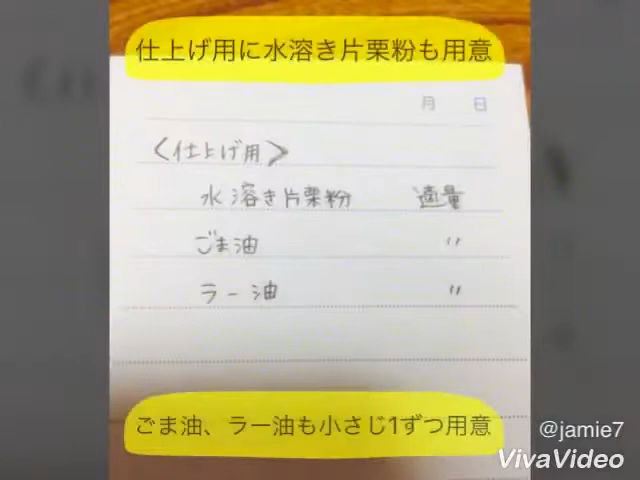 仕上げ用に水溶き片栗粉も用意
月 日
〈仕上げ用〉
水溶き片栗粉 適量
ごま油 〃
ラー油 〃
ごま油、ラー油も小さじ1ずつ用意
@jamie7
VivaVideo